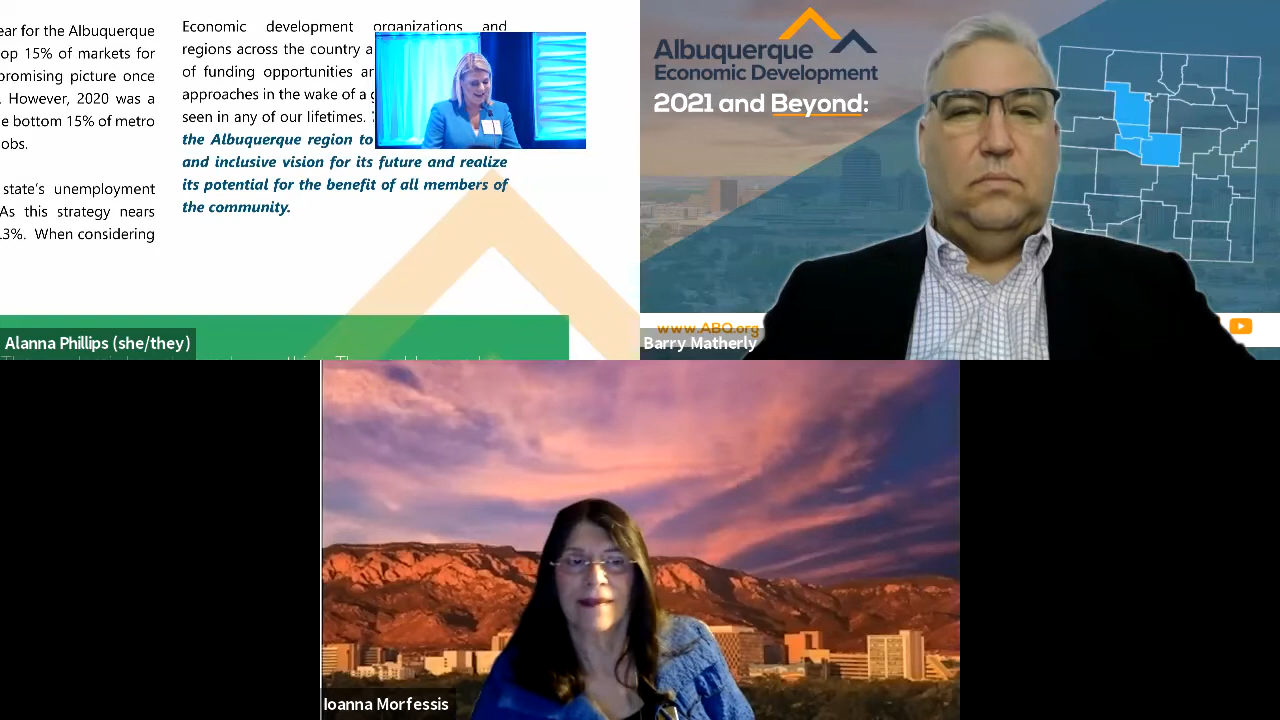 ear for the Albuquerque
op 15% of markets for
promising picture once
. However, 2020 was a
e bottom 15% of metro
obs.
state's unemployment
As this strategy nears
.3%. When considering
Economic development organizations and
regions across the country a
of funding opportunities ar
approaches in the wake of a g
seen in any of our lifetimes.
the Albuquerque region to
and inclusive vision for its future and realize
its potential for the benefit of all members of
the community.
Alanna Phillips (she/they)
Albuquerque
Economic Development
2021 and Beyond:
www.ABQ.org
Barry Matherly
Ioanna Morfessis